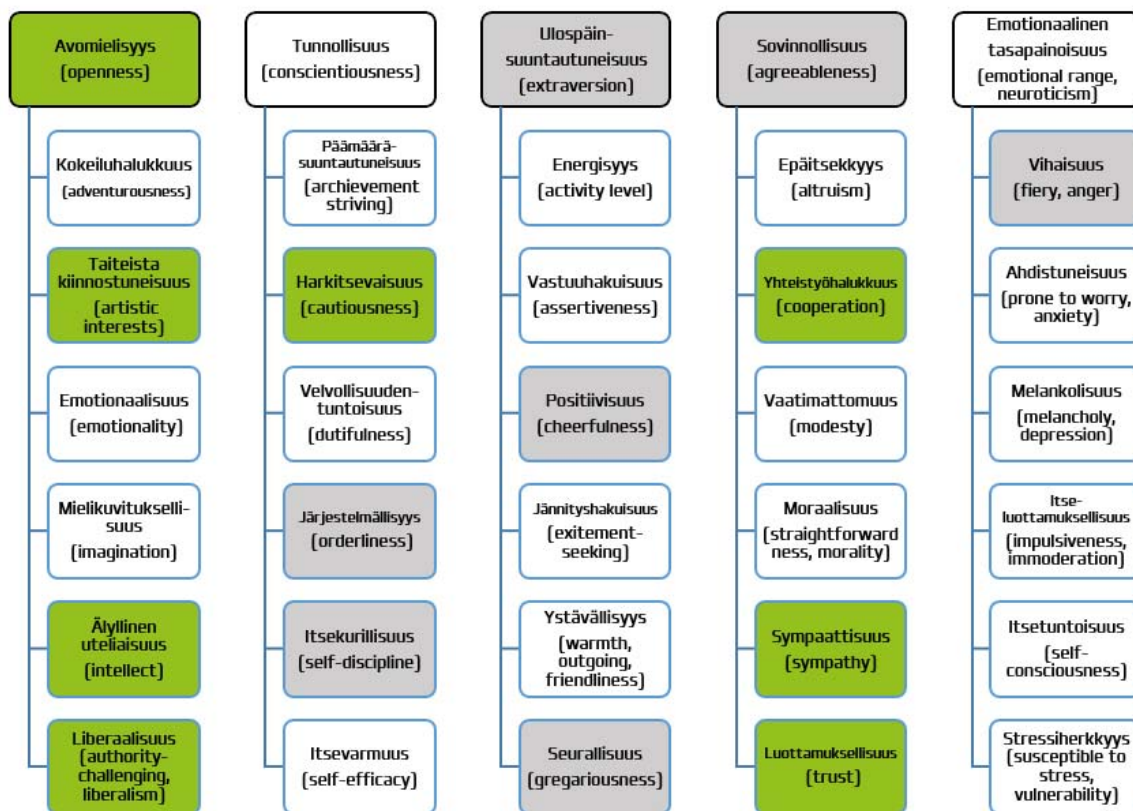 Avomielisyys
(openness)
Kokeiluhalukkuus
(adventurousness)
Taiteista
kiinnostuneisuus
(artistic
interests)
Emotionaalisuus
(emotionality)
Mielikuvitukselli-
suus
(imagination)
Älyllinen
uteliaisuus
(intellect)
Liberaalisuus
(authority-
challenging,
liberalism)
Tunnollisuus
(conscientiousness)
Päämäärä-
suuntautuneisuus
(archievement
striving)
Harkitsevaisuus
(cautiousness)
Velvollisuuden-
tuntoisuus
(dutifulness)
Järjestelmällisyys
(orderliness)
Itsekurillisuus
(self-discipline)
Itsevarmuus
(self-efficacy)
Ulospäin-
suuntautuneisuus
(extraversion)
Energisyys
(activity level)
Vastuuhakuisuus
(assertiveness)
Positiivisuus
(cheerfulness)
Jännityshakuisuus
(exitement-
seeking)
Ystävällisyys
(warmth,
outgoing,
friendliness)
Seurallisuus
(gregariousness)
Sovinnollisuus
(agreeableness)
Epäitsekkyys
(altruism)
Yhteistyöhalukkuus
(cooperation)
Vaatimattomuus
(modesty)
Moraalisuus
(straightforward
ness, morality)
Sympaattisuus
(sympathy)
Luottamuksellisuus
(trust)
Emotionaalinen
tasapainoisuus
(emotional range,
neuroticism)
Vihaisuus
(fiery, anger)
Ahdistuneisuus
(prone to worry,
anxiety)
Melankolisuus
(melancholy,
depression)
Itse-
luottamuksellisuus
(impulsiveness,
immoderation)
Itsetuntoisuus
(self-
consciousness)
Stressiherkkyys
(susceptible to
stress,
vulnerability)